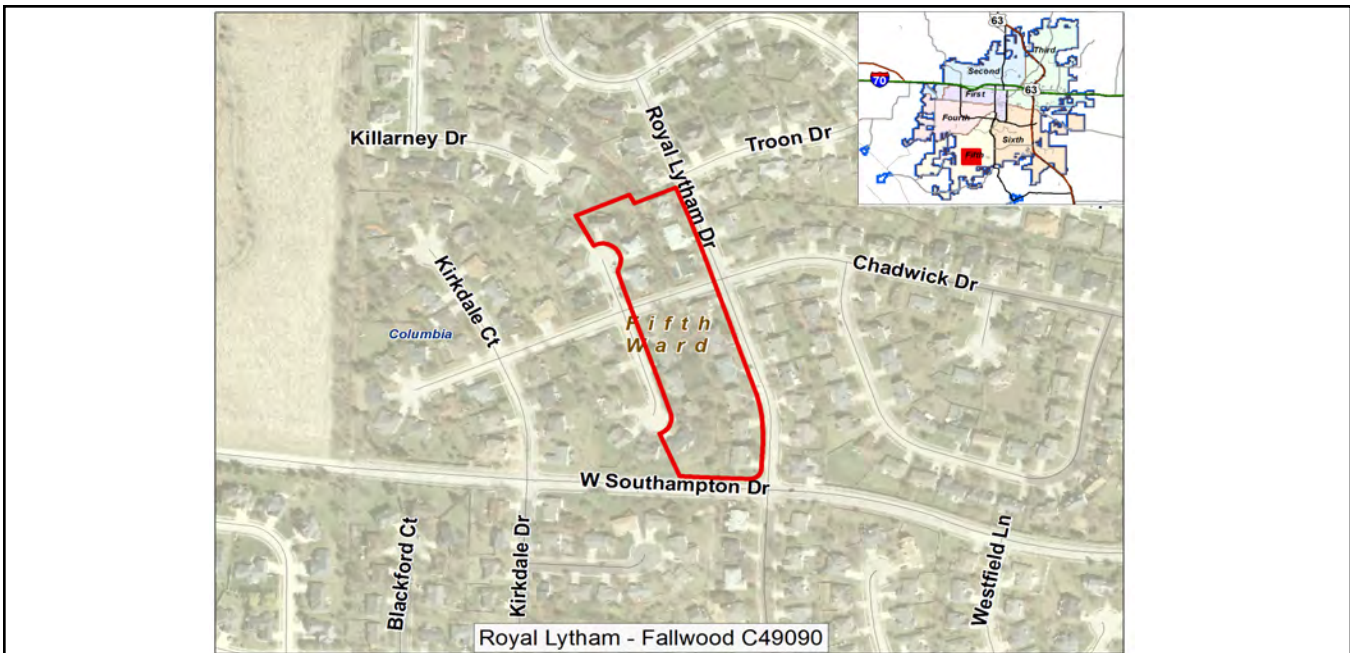 63
Third
Second
70
63
First
Fourth
Sixth
Fifth
Royal Lytham Dr
Troon Dr
Killarney Dr
Kirkdale Ct
Chadwick Dr
Columbia
Fifth
Ward
W Southampton Dr
Blackford Ct
Kirkdale Dr
Westfield Ln
Royal Lytham - Fallwood C49090